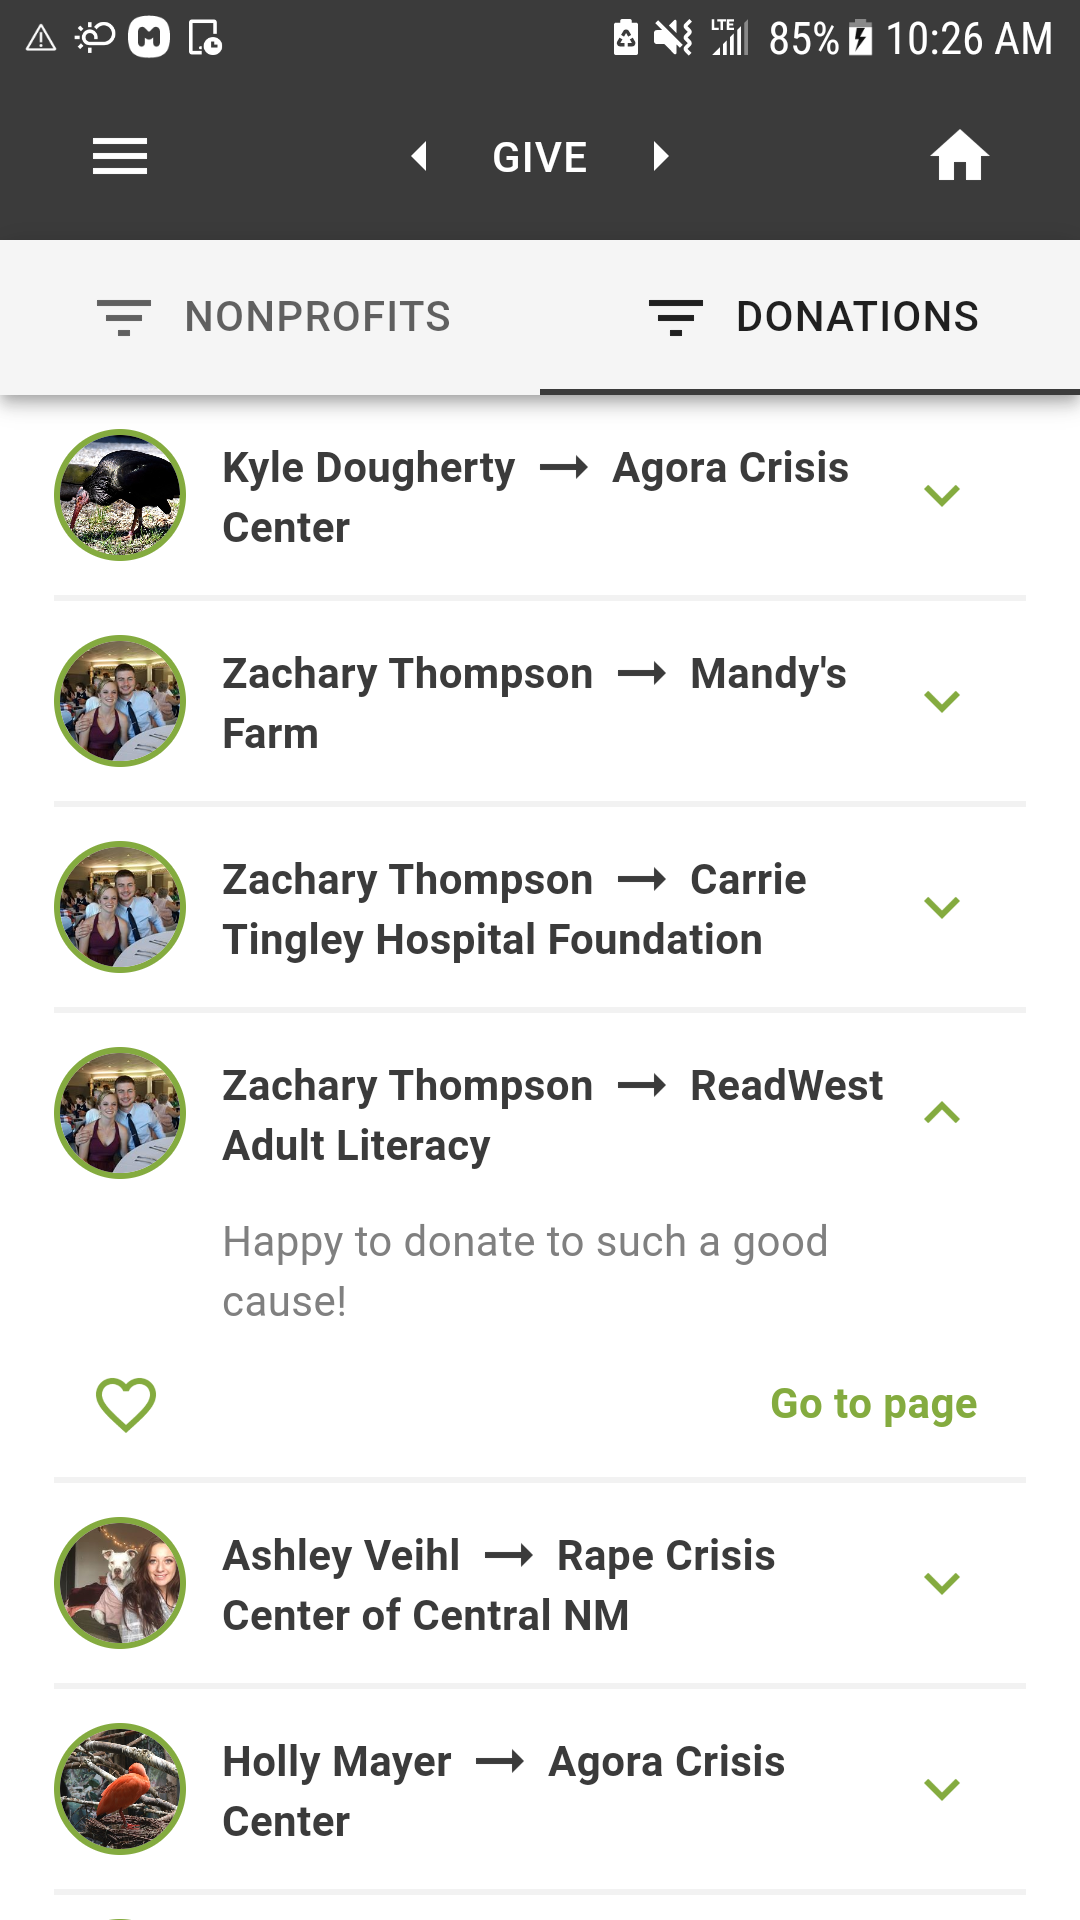 LTE 85% 10:26 AM
GIVE
NONPROFITS DONATIONS
Kyle Dougherty → Agora Crisis
Center
Zachary Thompson → Mandy's
Farm
Zachary Thompson → Carrie
Tingley Hospital Foundation
Zachary Thompson → ReadWest
Adult Literacy
Happy to donate to such a good
cause!
Go to page
Ashley Veihl → Rape Crisis
Center of Central NM
Holly Mayer → Agora Crisis
Center